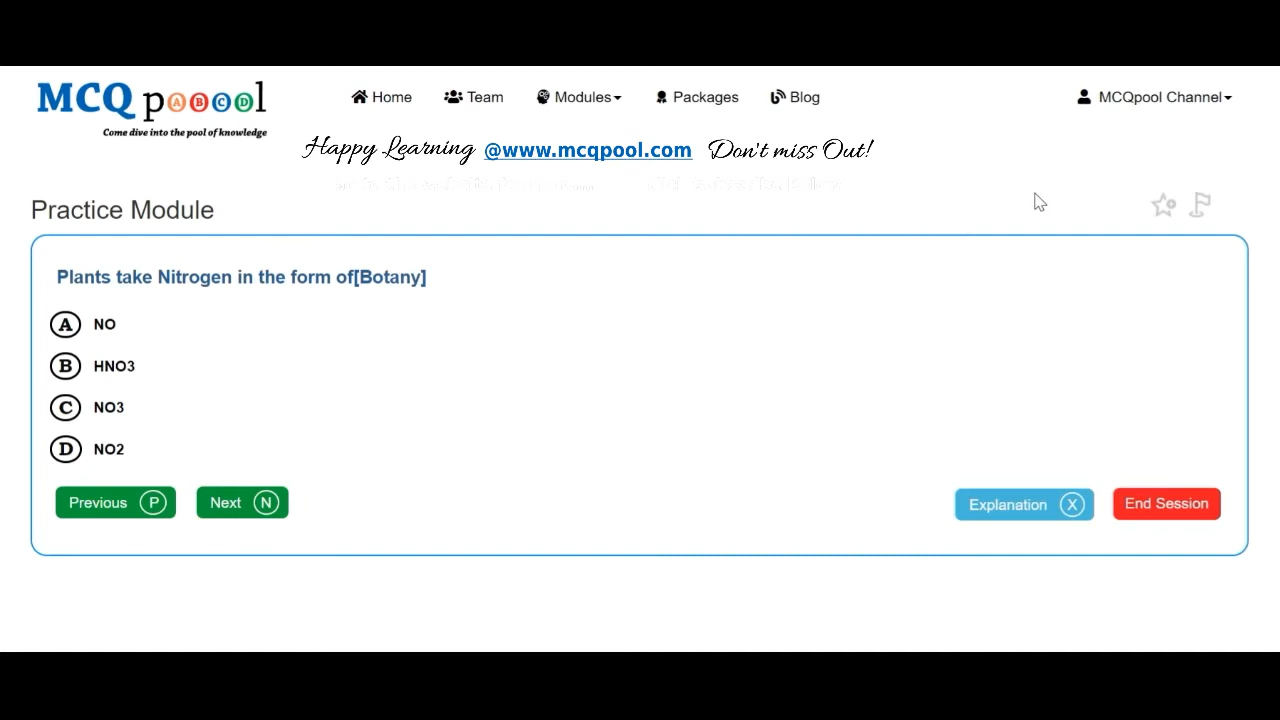 MCQ pooool
Come dive into the pool of knowledge
Home Team Modules Packages Blog MCQpool Channel
Happy Learning @www.mcqpool.com Don't miss Out!
Practice Module
Plants take Nitrogen in the form of[Botany]
A NO
B HNO3
C NO3
D NO2
Previous P Next N Explanation X End Session